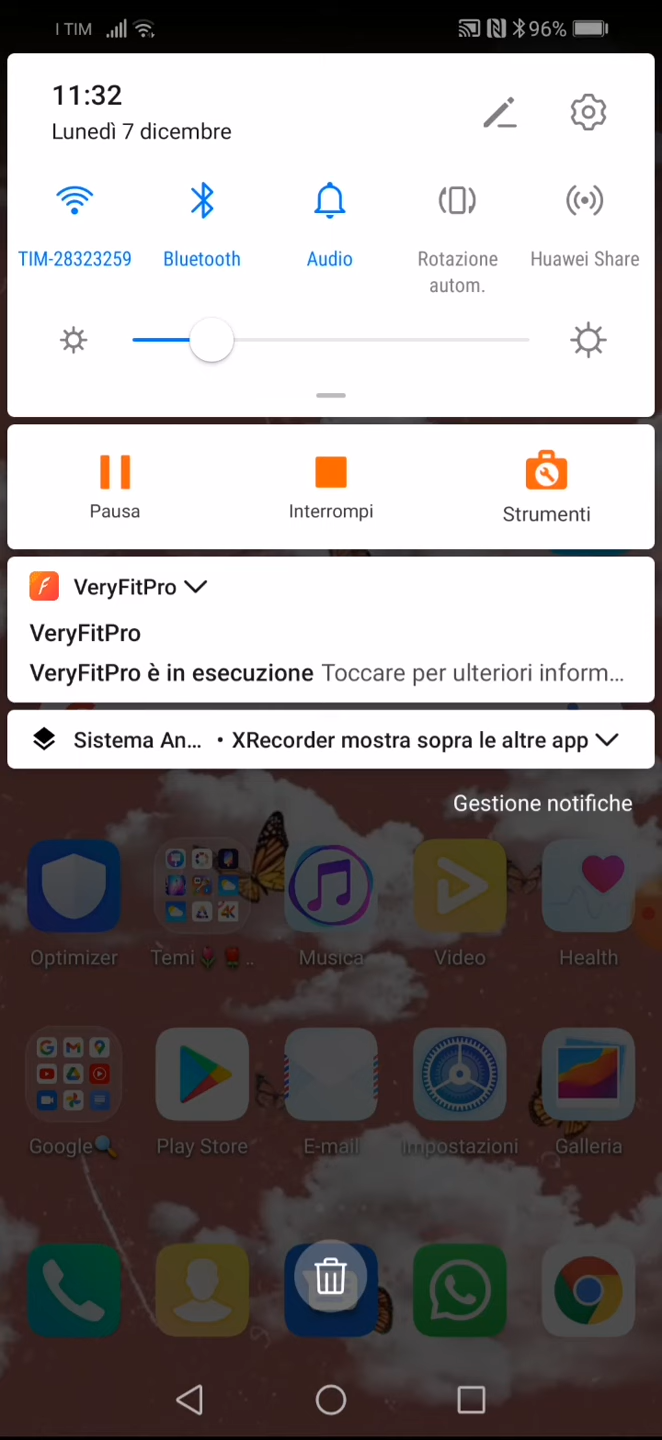 I TIM 96%
11:32
Lunedì 7 dicembre
TIM-28323259 Bluetooth Audio Rotazione autom. Huawei Share
Pausa Interrompi Strumenti
VeryFitPro
VeryFitPro
VeryFitPro è in esecuzione Toccare per ulteriori inform...
Sistema An... • XRecorder mostra sopra le altre app
Gestione notifiche
Optimizer Temi🌷🌹.. Musica Video Health
Google🔍 Play Store E-mail Impostazioni Galleria